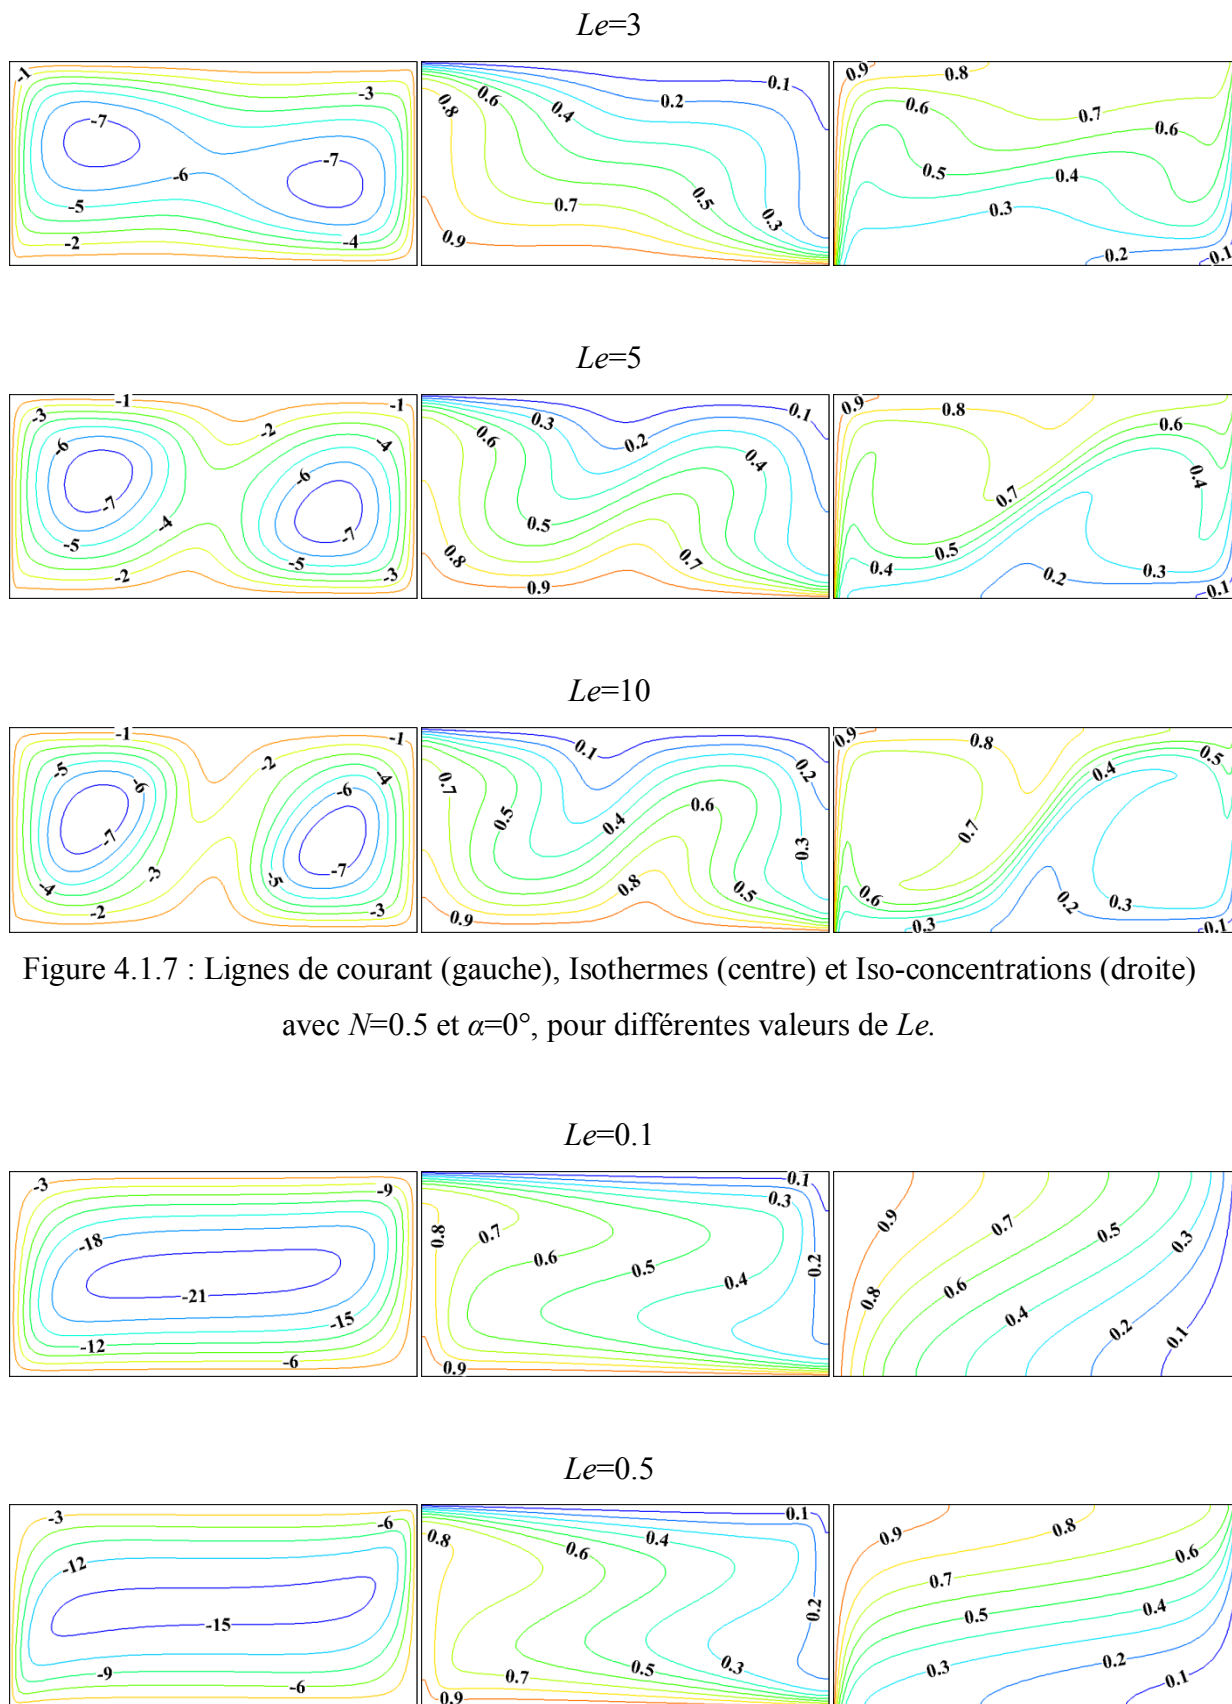 Le=3
-1 -3 -7 -7 -6 -5 -4 -2
0.1 0.8 0.6 0.4 0.2 0.5 0.7 0.3 0.9
0.9 0.8 0.7 0.6 0.6 0.5 0.4 0.3 0.2 0.1
Le=5
-1 -1 -3 -2 -4 -6 -6 -7 -4 -7 -5 -5 -2 -3
0.3 0.1 0.2 0.6 0.4 0.5 0.8 0.7 0.9
0.9 0.8 0.6 0.4 0.7 0.5 0.4 0.3 0.2 0.1
Le=10
-1 -1 -2 -5 -4 -6 -6 -7 -7 -3 -5 -4 -2 -3
0.1 0.2 0.7 0.6 0.5 0.4 0.3 0.8 0.5 0.9
0.9 0.8 0.5 0.4 0.7 0.6 0.3 0.2 0.3 0.1
Figure 4.1.7 : Lignes de courant (gauche), Isothermes (centre) et Iso-concentrations (droite)
avec N=0.5 et α=0°, pour différentes valeurs de Le.
Le=0.1
-3 -9 -18 -21 -15 -12 -6
0.1 0.3 0.8 0.7 0.6 0.5 0.4 0.2 0.9
0.9 0.7 0.5 0.3 0.8 0.6 0.4 0.2 0.1
Le=0.5
-3 -6 -12 -15 -9 -6
0.1 0.8 0.6 0.4 0.2 0.7 0.5 0.3 0.9
0.9 0.8 0.6 0.7 0.5 0.4 0.3 0.2 0.1